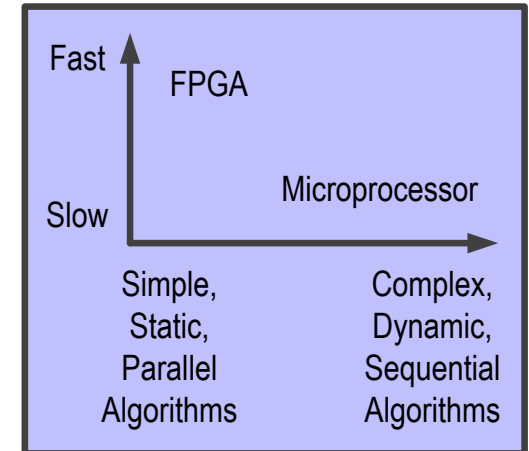 Fast
FPGA
Microprocessor
Slow
Simple,
Static,
Parallel
Algorithms
Complex,
Dynamic,
Sequential
Algorithms